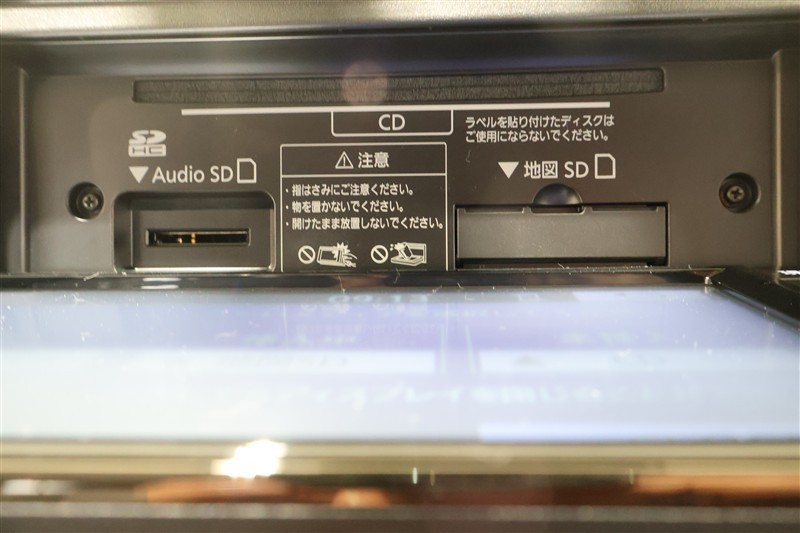 CD
ラベルを貼り付けたディスクは
ご使用にならないでください。
SD
HC
▼Audio SD
⚠注意
・指はさみにご注意ください。
・物を置かないでください。
・開けたまま放置しないでください。
▼地図 SD